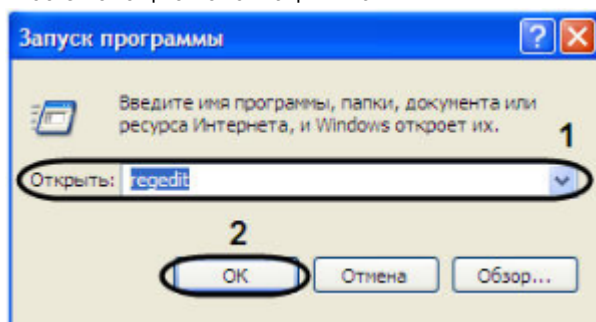 Запуск программы
Введите имя программы, папки, документа или
ресурса Интернета, и Windows откроет их.
1
Открыть: regedit
2
ОК Отмена Обзор...